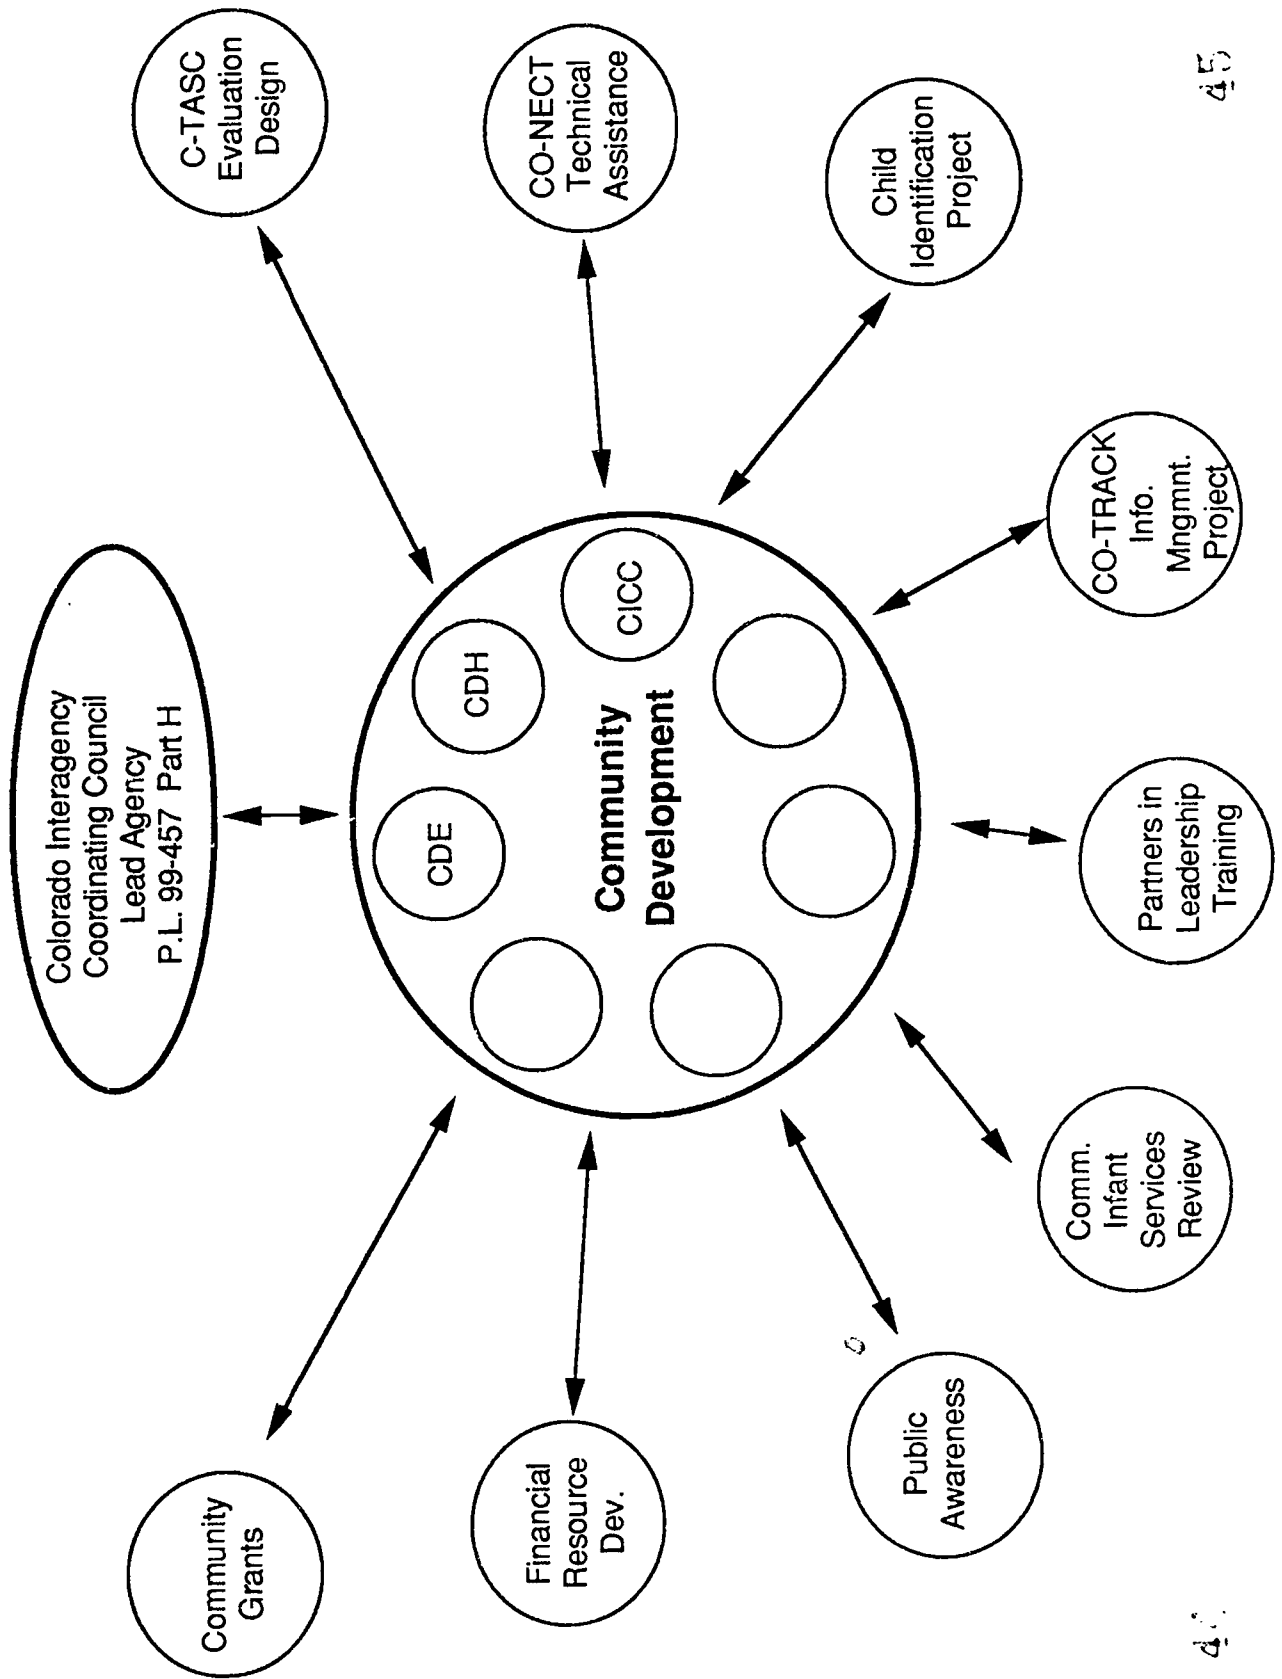 Colorado Interagency
Coordinating Council
Lead Agency
P.L. 99-457 Part H
C-TASC
Evaluation
Design
CO-NECT
Technical
Assistance
Child
Identification
Project
CO-TRACK
Info.
Mngmnt.
Project
Partners in
Leadership
Training
Comm.
Infant
Services
Review
Public
Awareness
Financial
Resource
Dev.
Community
Grants
CDE
CDH
CICC
Community
Development
45